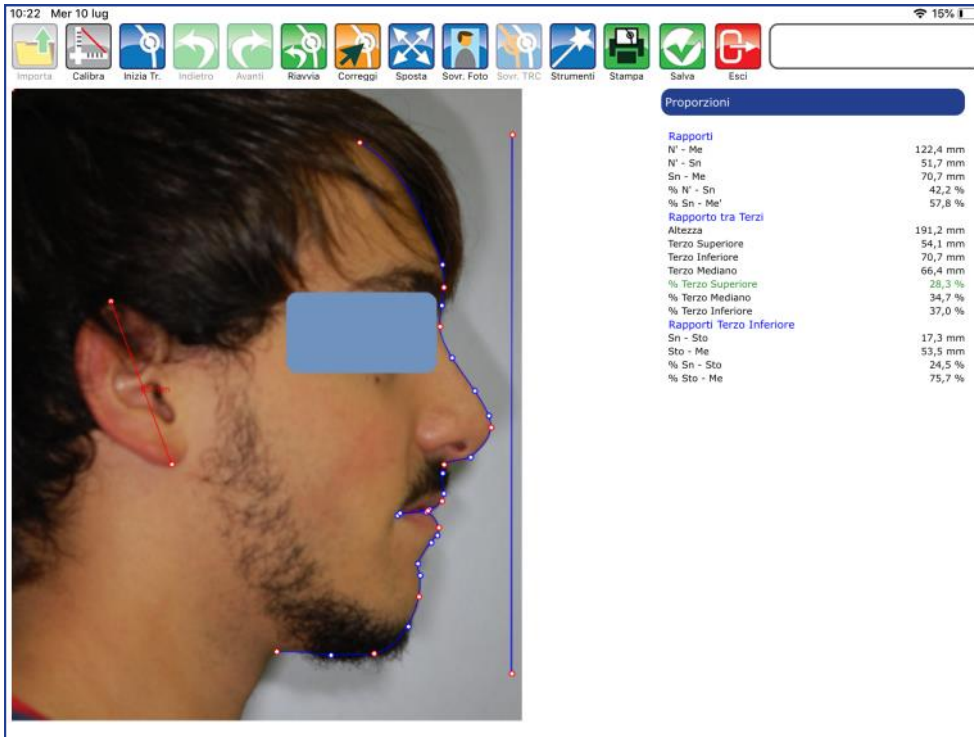 10:22 Mer 10 lug 15%
Importa Calibra Inizia Tr. Indietro Avanti Riavvia Correggi Sposta Sovr. Foto Sovr. TRC Strumenti Stampa Salva Esci
Proporzioni
Rapporti
N' - Me 122,4 mm
N' - Sn 51,7 mm
Sn - Me 70,7 mm
% N' - Sn 42,2 %
% Sn - Me' 57,8 %
Rapporto tra Terzi
Altezza 191,2 mm
Terzo Superiore 54,1 mm
Terzo Inferiore 70,7 mm
Terzo Mediano 66,4 mm
% Terzo Superiore 28,3 %
% Terzo Mediano 34,7 %
% Terzo Inferiore 37,0 %
Rapporti Terzo Inferiore
Sn - Sto 17,3 mm
Sto - Me 53,5 mm
% Sn - Sto 24,5 %
% Sto - Me 75,7 %